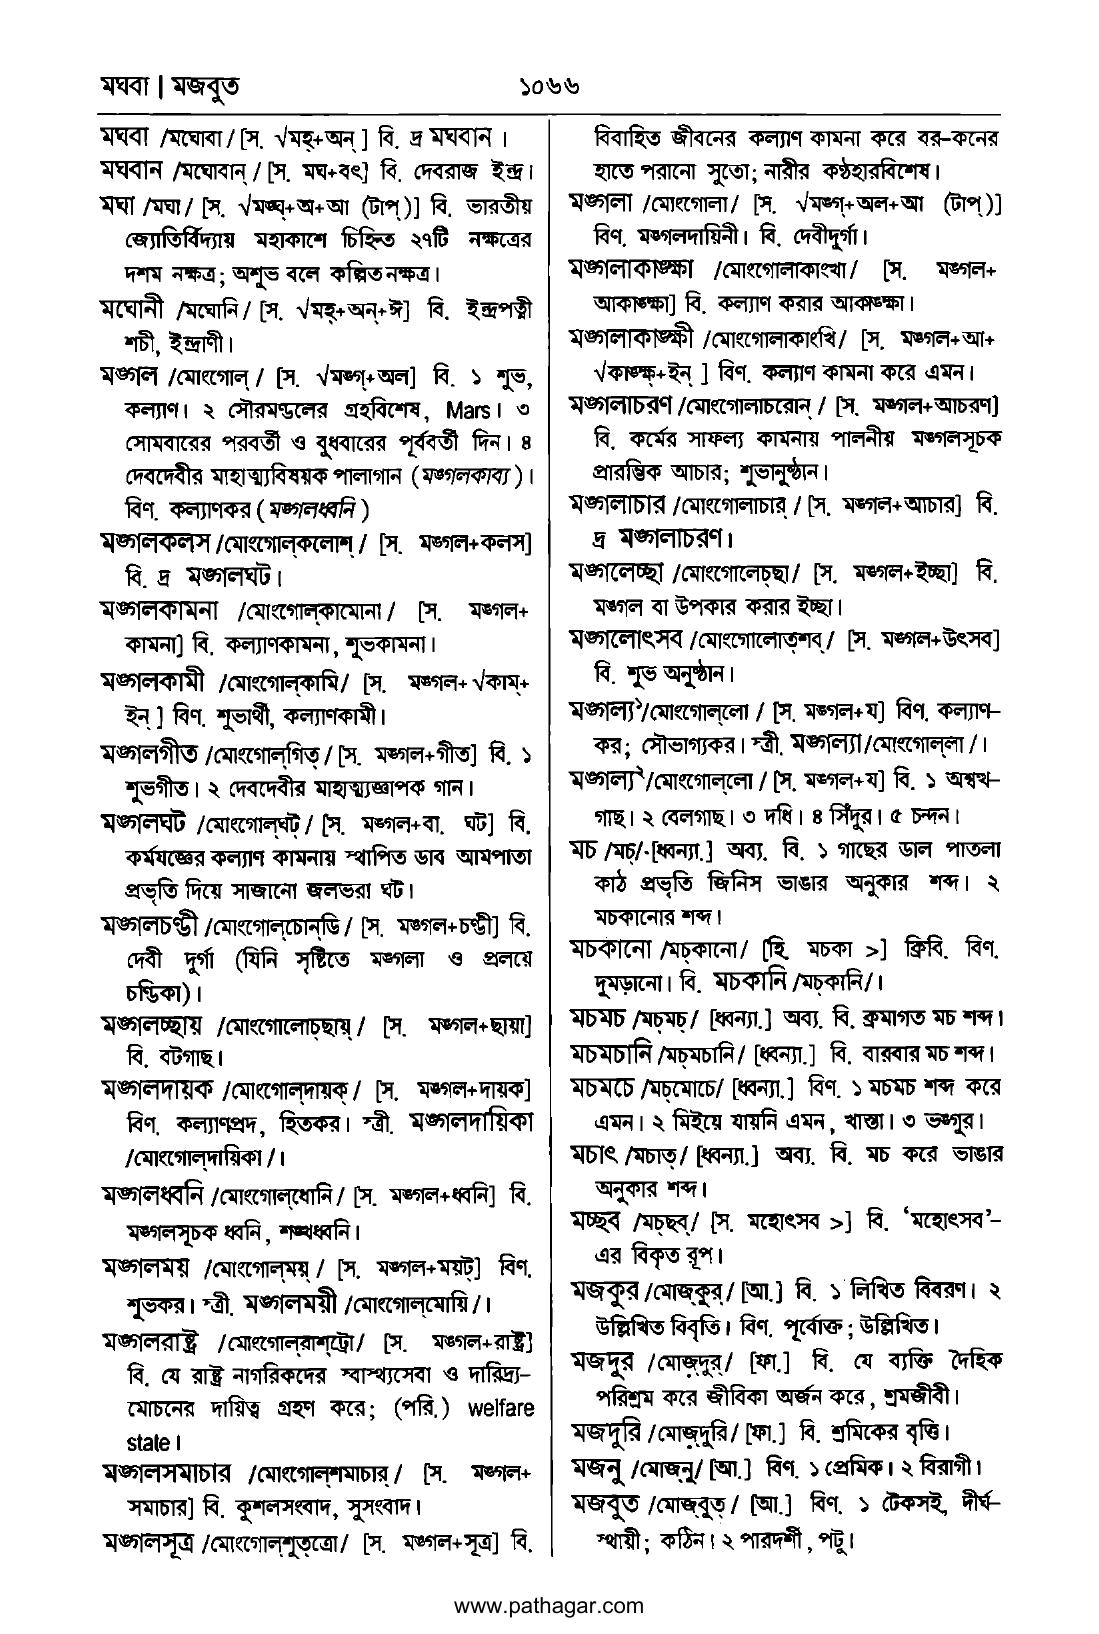 মঘবা | মজবুত
১০৬৬
মঘবা /মঘোবা/ [স. √মহ্+অন্ ] বি. দ্র মঘবান ।
মঘবান /মঘোবান্ / [স. মঘ+বৎ] বি. দেবরাজ ইন্দ্র।
মঘা /মঘা/ [স. √মঙ্ঘ্+অ+আ (টাপ্)] বি. ভারতীয়
জ্যোতির্বিদ্যায় মহাকাশে চিহ্নিত ২৭টি নক্ষত্রের
দশম নক্ষত্র; অশুভ বলে কল্পিত নক্ষত্র।
মঘোনী /মঘোনি/ [স. √মহ্+অন্+ঈ] বি. ইন্দ্রপত্নী
শচী, ইন্দ্রাণী।
মঙ্গল /মোংগোল্ / [স. √মঙ্গ্+অল] বি. ১ শুভ,
কল্যাণ। ২ সৌরমণ্ডলের গ্রহবিশেষ, Mars। ৩
সোমবারের পরবর্তী ও বুধবারের পূর্ববর্তী দিন। ৪
দেবদেবীর মাহাত্ম্যবিষয়ক পালাগান (মঙ্গলকাব্য)।
বিণ. কল্যাণকর (মঙ্গলধ্বনি)
মঙ্গলকলস /মোংগোল্‌কলোশ্ / [স. মঙ্গল+কলস]
বি. দ্র মঙ্গলঘট।
মঙ্গলকামনা /মোংগোল্‌কামোনা/ [স. মঙ্গল+
কামনা] বি. কল্যাণকামনা, শুভকামনা।
মঙ্গলকামী /মোংগোল্‌কামি/ [স. মঙ্গল+√কাম্+
ইন্ ] বিণ. শুভার্থী, কল্যাণকামী।
মঙ্গলগীত /মোংগোল্‌গিত্/ [স. মঙ্গল+গীত] বি. ১
শুভগীত। ২ দেবদেবীর মাহাত্ম্যজ্ঞাপক গান।
মঙ্গলঘট /মোংগোল্‌ঘট্/ [স. মঙ্গল+বা. ঘট] বি.
কর্মযজ্ঞের কল্যাণ কামনায় স্থাপিত ডাব আমপাতা
প্রভৃতি দিয়ে সাজানো জলভরা ঘট।
মঙ্গলচণ্ডী /মোংগোল্‌চোন্‌ডি/ [স. মঙ্গল+চণ্ডী] বি.
দেবী দুর্গা (যিনি সৃষ্টিতে মঙ্গলা ও প্রলয়ে
চণ্ডিকা)।
মঙ্গলচ্ছায় /মোংগোলোচ্‌ছায়্/ [স. মঙ্গল+ছায়া]
বি. বটগাছ।
মঙ্গলদায়ক /মোংগোল্‌দায়ক্/ [স. মঙ্গল+দায়ক]
বিণ. কল্যাণপ্রদ, হিতকর। স্ত্রী. মঙ্গলদায়িকা
/মোংগোল্‌দায়িকা/।
মঙ্গলধ্বনি /মোংগোল্‌ধোনি/ [স. মঙ্গল+ধ্বনি] বি.
মঙ্গলসূচক ধ্বনি, শঙ্খধ্বনি।
মঙ্গলময় /মোংগোল্‌ময়্/ [স. মঙ্গল+ময়ট্] বিণ.
শুভকর। স্ত্রী. মঙ্গলময়ী /মোংগোল্‌মোয়ি/।
মঙ্গলরাষ্ট্র /মোংগোল্‌রাশ্‌ট্রো/ [স. মঙ্গল+রাষ্ট্র]
বি. যে রাষ্ট্র নাগরিকদের স্বাস্থ্যসেবা ও দারিদ্র্য–
মোচনের দায়িত্ব গ্রহণ করে; (পরি.) welfare
state।
মঙ্গলসমাচার /মোংগোল্‌শমাচার্/ [স. মঙ্গল+
সমাচার] বি. কুশলসংবাদ, সুসংবাদ।
মঙ্গলসূত্র /মোংগোল্‌শুত্‌ত্রো/ [স. মঙ্গল+সূত্র] বি.
বিবাহিত জীবনের কল্যাণ কামনা করে বর–কনের
হাতে পরানো সুতো; নারীর কণ্ঠহারবিশেষ।
মঙ্গলা /মোংগোলা/ [স. √মঙ্গ্+অল+আ (টাপ্)]
বিণ. মঙ্গলদায়িনী। বি. দেবীদুর্গা।
মঙ্গলাকাঙ্ক্ষা /মোংগোলাকাংখা/ [স. মঙ্গল+
আকাঙ্ক্ষা] বি. কল্যাণ করার আকাঙ্ক্ষা।
মঙ্গলাকাঙ্ক্ষী /মোংগোলাকাংখি/ [স. মঙ্গল+আ+
√কাঙ্ক্ষ্+ইন্ ] বিণ. কল্যাণ কামনা করে এমন।
মঙ্গলাচরণ /মোংগোলাচরোন্/ [স. মঙ্গল+আচরণ]
বি. কর্মের সাফল্য কামনায় পালনীয় মঙ্গলসূচক
প্রারম্ভিক আচার; শুভানুষ্ঠান।
মঙ্গলাচার /মোংগোলাচার্/ [স. মঙ্গল+আচার] বি.
দ্র মঙ্গলাচরণ।
মঙ্গলেচ্ছা /মোংগোলেচ্‌ছা/ [স. মঙ্গল+ইচ্ছা] বি.
মঙ্গল বা উপকার করার ইচ্ছা।
মঙ্গলোৎসব /মোংগোলোত্‌শব্/ [স. মঙ্গল+উৎসব]
বি. শুভ অনুষ্ঠান।
মঙ্গল্য১/মোংগোল্‌লো / [স. মঙ্গল+য] বিণ. কল্যাণ–
কর; সৌভাগ্যকর। স্ত্রী. মঙ্গল্যা/মোংগোল্‌লা/।
মঙ্গল্য২/মোংগোল্‌লো / [স. মঙ্গল+য] বি. ১ অশ্বত্থ–
গাছ। ২ বেলগাছ। ৩ দধি। ৪ সিঁদুর। ৫ চন্দন।
মচ /মচ্/ [ধ্বন্যা.] অব্য. বি. ১ গাছের ডাল পাতলা
কাঠ প্রভৃতি জিনিস ভাঙার অনুকার শব্দ। ২
মচকানোর শব্দ।
মচকানো /মচ্‌কানো/ [হি. মচকা >] ক্রিবি. বিণ.
দুমড়ানো। বি. মচকানি /মচ্‌কানি/।
মচমচ /মচ্‌মচ্/ [ধ্বন্যা.] অব্য. বি. ক্রমাগত মচ শব্দ।
মচমচানি /মচ্‌মচানি/ [ধ্বন্যা.] বি. বারবার মচ শব্দ।
মচমচে /মচ্‌মোচে/ [ধ্বন্যা.] বিণ. ১ মচমচ শব্দ করে
এমন। ২ মিইয়ে যায়নি এমন, খাস্তা। ৩ ভঙ্গুর।
মচাৎ /মচাত্/ [ধ্বন্যা.] অব্য. বি. মচ করে ভাঙার
অনুকার শব্দ।
মচ্ছব /মচ্‌ছব্/ [স. মহোৎসব >] বি. ‘মহোৎসব’–
এর বিকৃত রূপ।
মজকুর /মোজ্‌কুর্/ [আ.] বি. ১ লিখিত বিবরণ। ২
উল্লিখিত বিবৃতি। বিণ. পূর্বোক্ত; উল্লিখিত।
মজদুর /মোজ়্‌দুর্/ [ফা.] বি. যে ব্যক্তি দৈহিক
পরিশ্রম করে জীবিকা অর্জন করে, শ্রমজীবী।
মজদুরি /মোজ়্‌দুরি/ [ফা.] বি. শ্রমিকের বৃত্তি।
মজনু /মোজ্‌নু/ [আ.] বিণ. ১ প্রেমিক। ২ বিরাগী।
মজবুত /মোজ্‌বুত্/ [আ.] বিণ. ১ টেকসই, দীর্ঘ–
স্থায়ী; কঠিন। ২ পারদর্শী, পটু।
www.pathagar.com